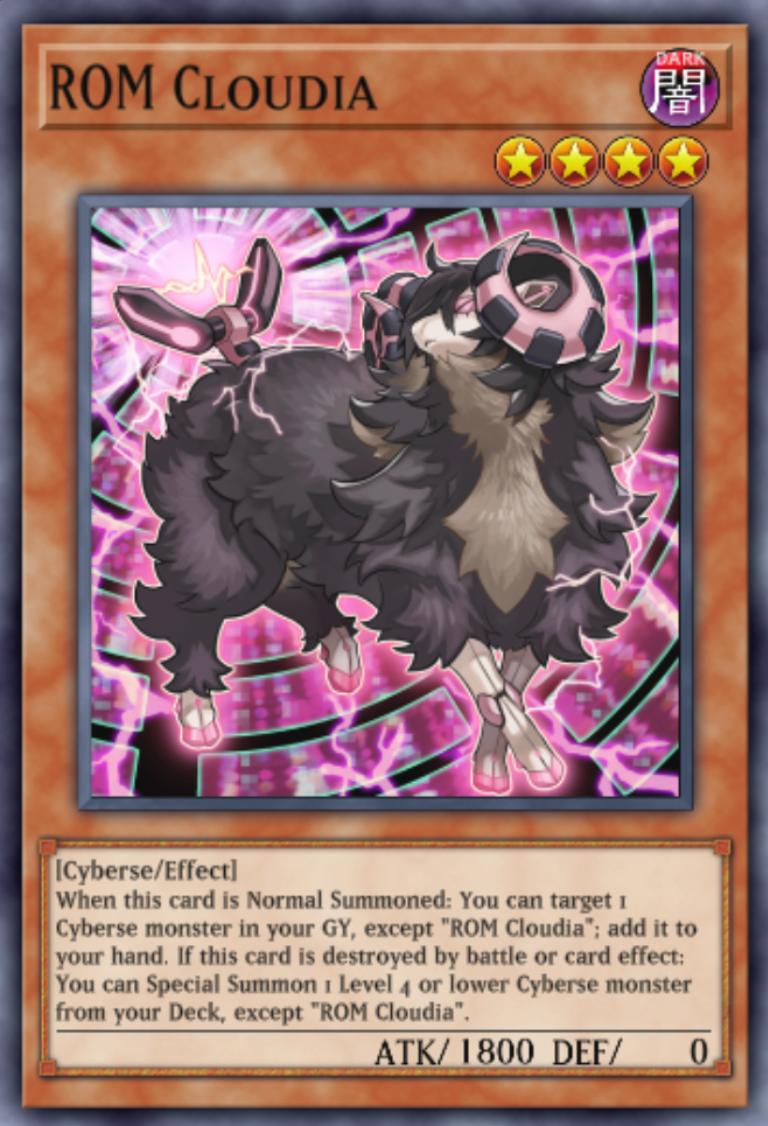 ROM Cloudia
DARK
闇
[Cyberse/Effect]
When this card is Normal Summoned: You can target 1
Cyberse monster in your GY, except "ROM Cloudia"; add it to
your hand. If this card is destroyed by battle or card effect:
You can Special Summon 1 Level 4 or lower Cyberse monster
from your Deck, except "ROM Cloudia".
ATK/ 1800 DEF/ 0